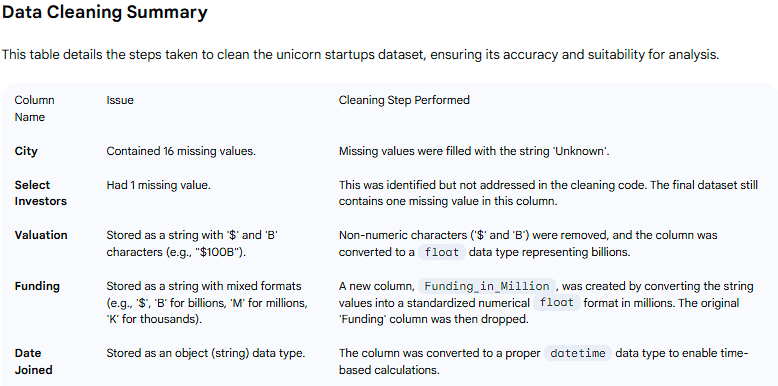 Data Cleaning Summary
This table details the steps taken to clean the unicorn startups dataset, ensuring its accuracy and suitability for analysis.
Column Name
Issue
Cleaning Step Performed
City
Contained 16 missing values.
Missing values were filled with the string 'Unknown'.
Select Investors
Had 1 missing value.
This was identified but not addressed in the cleaning code. The final dataset still
contains one missing value in this column.
Valuation
Stored as a string with '$' and 'B'
characters (e.g., "$100B").
Non-numeric characters ('$' and 'B') were removed, and the column was
converted to a float data type representing billions.
Funding
Stored as a string with mixed formats
(e.g., '$', 'B' for billions, 'M' for millions,
'K' for thousands).
A new column, Funding_in_Million , was created by converting the string
values into a standardized numerical float format in millions. The original
'Funding' column was then dropped.
Date Joined
Stored as an object (string) data type.
The column was converted to a proper datetime data type to enable time-
based calculations.